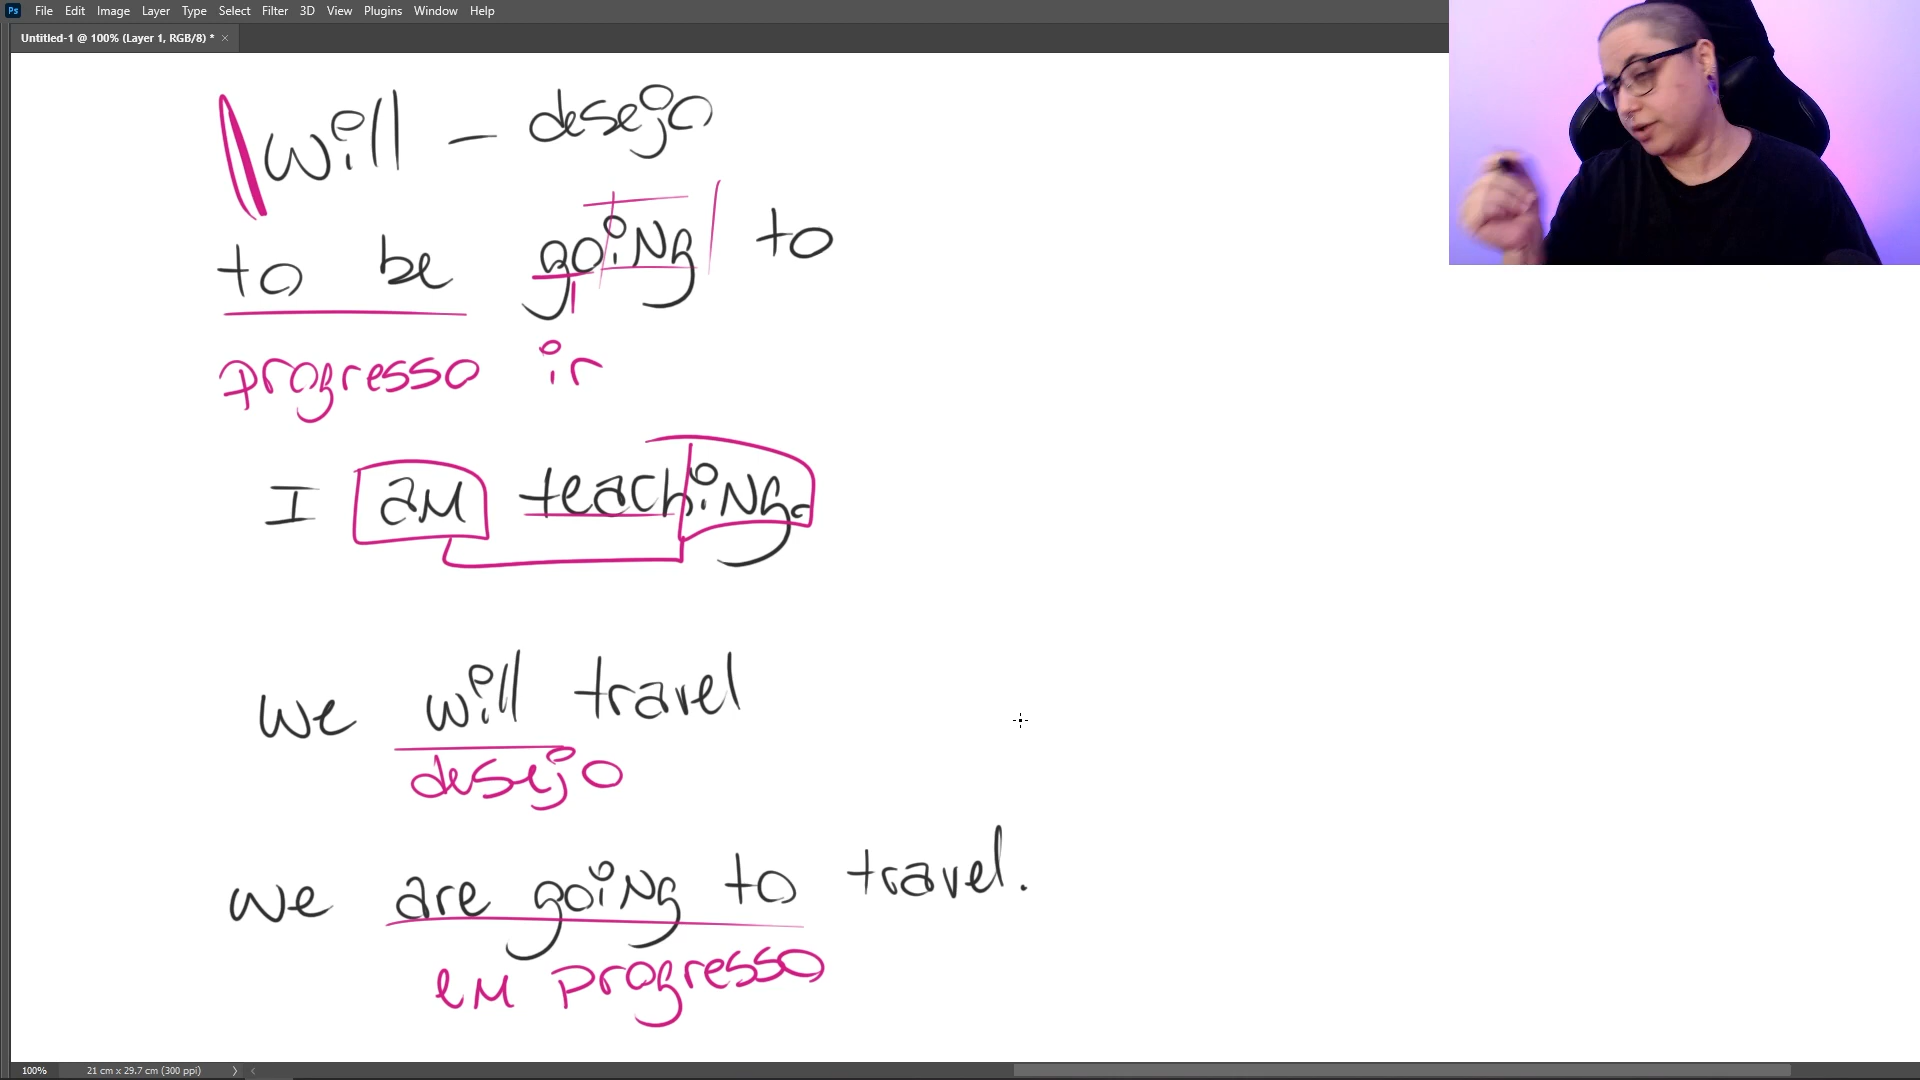 Ps File Edit Image Layer Type Select Filter 3D View Plugins Window Help
Untitled-1 @ 100% (Layer 1, RGB/8) * ×
will – desejo
to be going to
progresso ir
I am teaching.
we will travel
desejo
we are going to travel.
em progresso
100% 21 cm x 29.7 cm (300 ppi)